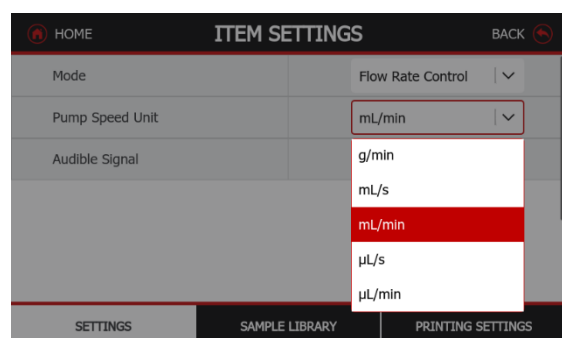 HOME
ITEM SETTINGS
BACK
Mode
Flow Rate Control
Pump Speed Unit
mL/min
Audible Signal
g/min
mL/s
mL/min
µL/s
µL/min
SETTINGS
SAMPLE LIBRARY
PRINTING SETTINGS